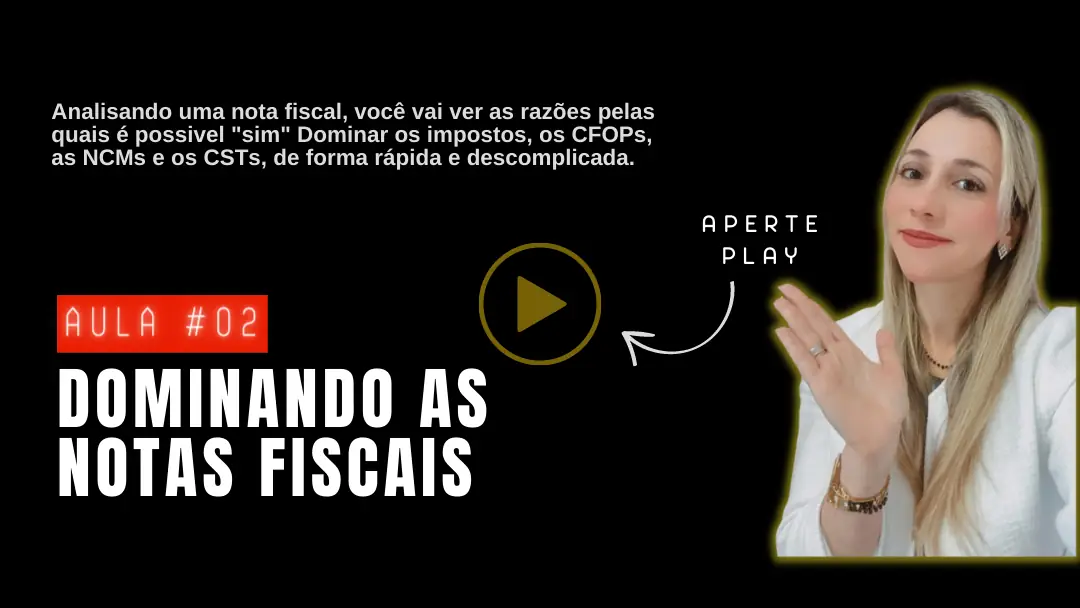 Analisando uma nota fiscal, você vai ver as razões pelas
quais é possivel "sim" Dominar os impostos, os CFOPs,
as NCMs e os CSTs, de forma rápida e descomplicada.
APERTE
PLAY
AULA #02
DOMINANDO AS
NOTAS FISCAIS